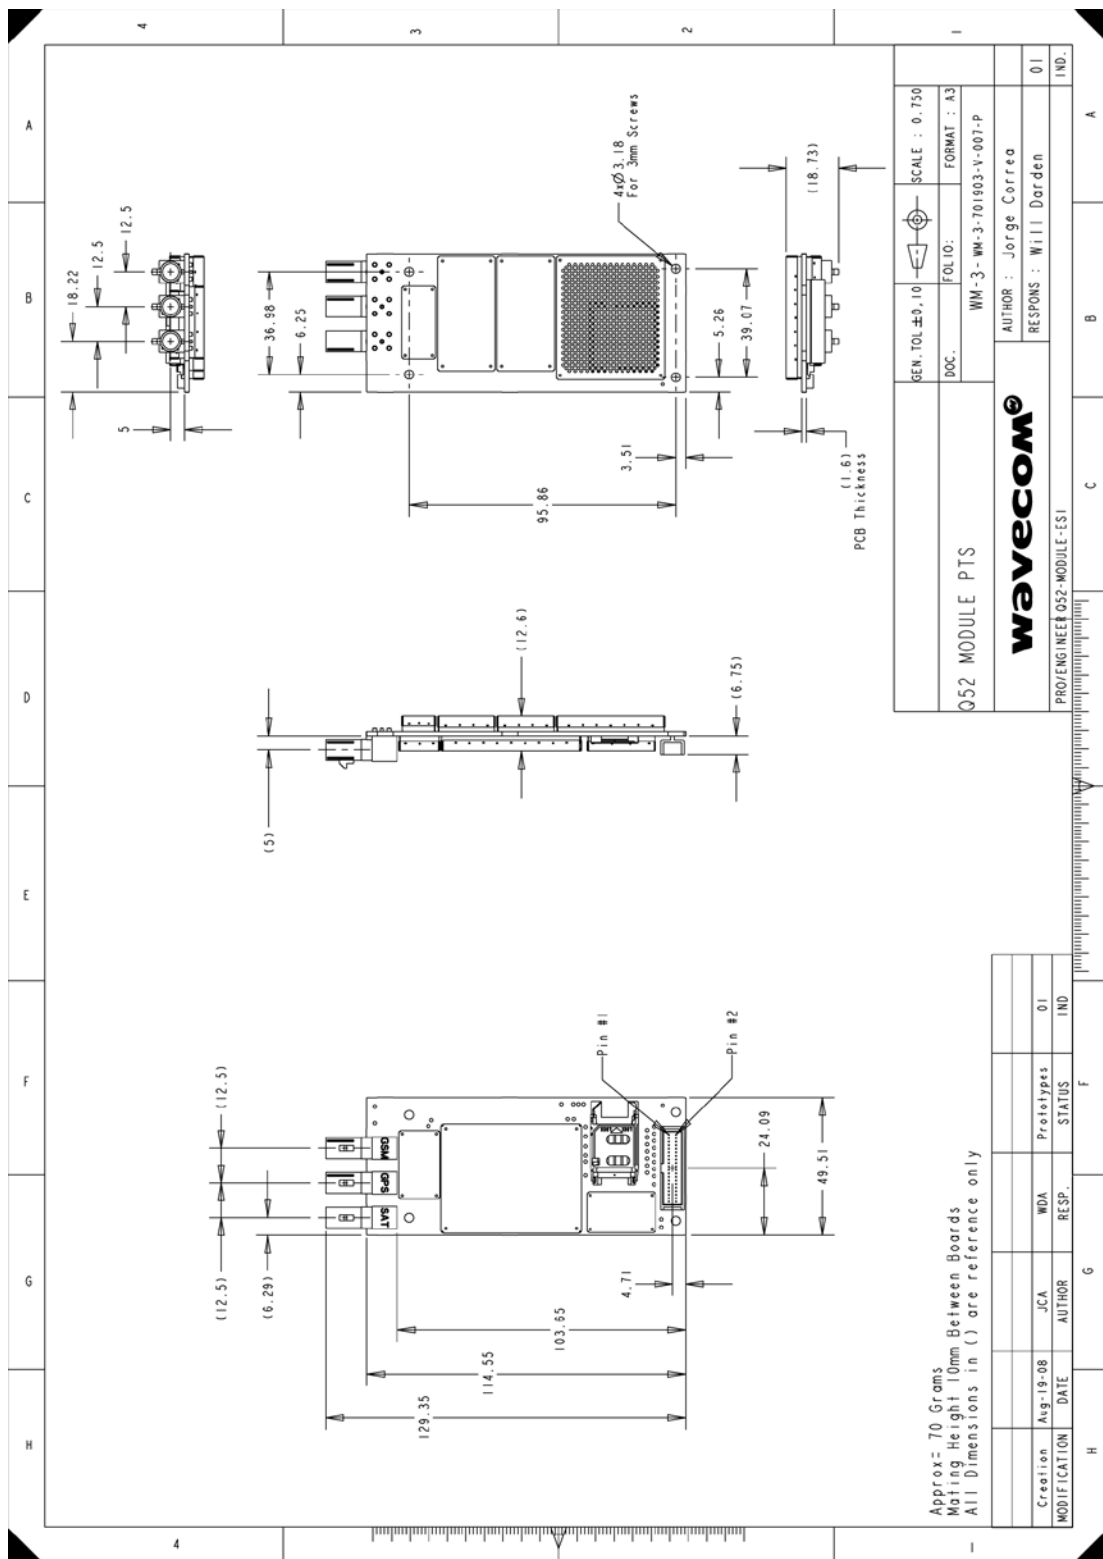 4
3
2
1
A
B
C
D
E
F
G
H
18.22
12.5
12.5
5
36.98
6.25
4xØ3.18
For 3mm Screws
5.26
39.07
3.51
95.86
(18.73)
(1.6)
PCB Thickness
(5)
(12.6)
(6.75)
(12.5)
(12.5)
(6.29)
GSM
GPS
SAT
Pin #1
Pin #2
24.09
49.51
4.71
103.65
114.55
129.35
Approx= 70 Grams
Mating Height 10mm Between Boards
All Dimensions in () are reference only
Creation Aug-19-08 JCA WDA Prototypes 01
MODIFICATION DATE AUTHOR RESP. STATUS IND
GEN. TOL ±0,10 SCALE : 0.750
DOC. FOLIO: FORMAT : A3
WM-3-WM-3-701903-V-007-P
Q52 MODULE PTS
AUTHOR : Jorge Correa
RESPONS : Will Darden
01
wavecom®
PRO/ENGINEER Q52-MODULE-ES1 IND.
4
1
A
B
C
F
G
H